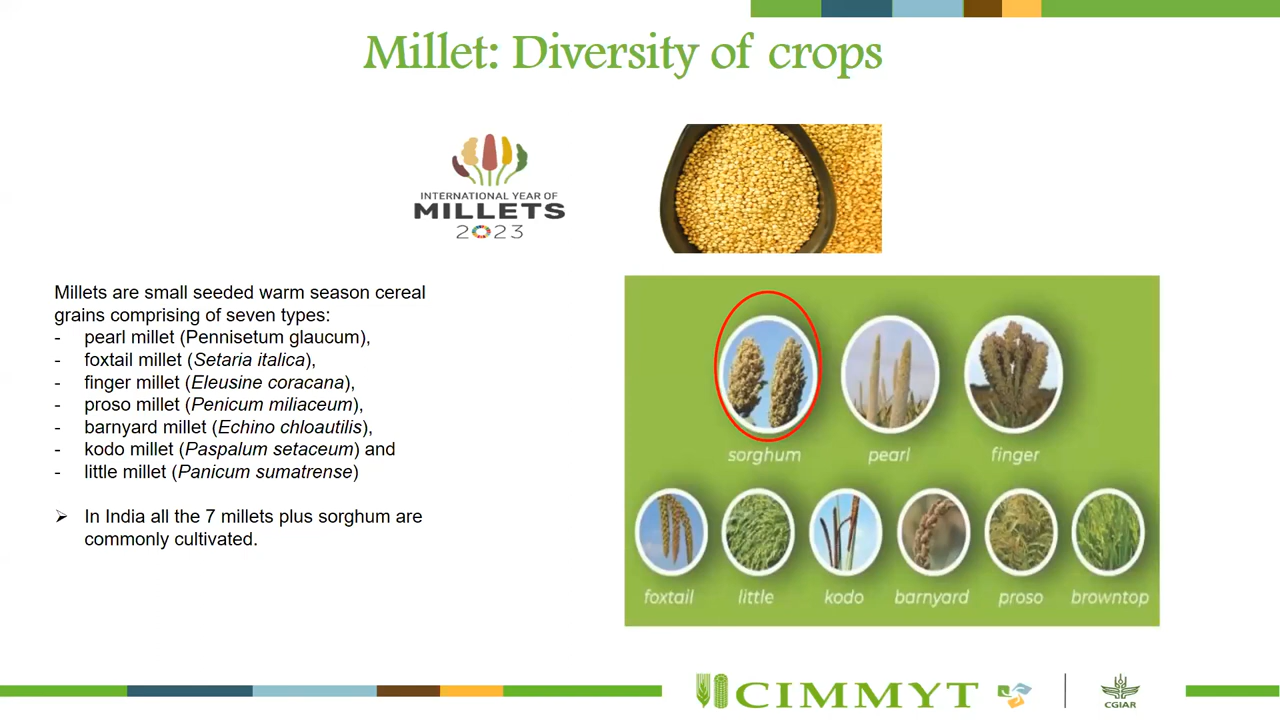 Millet: Diversity of crops
INTERNATIONAL YEAR OF
MILLETS
2023
Millets are small seeded warm season cereal
grains comprising of seven types:
- pearl millet (Pennisetum glaucum),
- foxtail millet (Setaria italica),
- finger millet (Eleusine coracana),
- proso millet (Penicum miliaceum),
- barnyard millet (Echino chloautilis),
- kodo millet (Paspalum setaceum) and
- little millet (Panicum sumatrense)
➢ In India all the 7 millets plus sorghum are
commonly cultivated.
sorghum pearl finger
foxtail little kodo barnyard proso browntop
CIMMYT
CGIAR